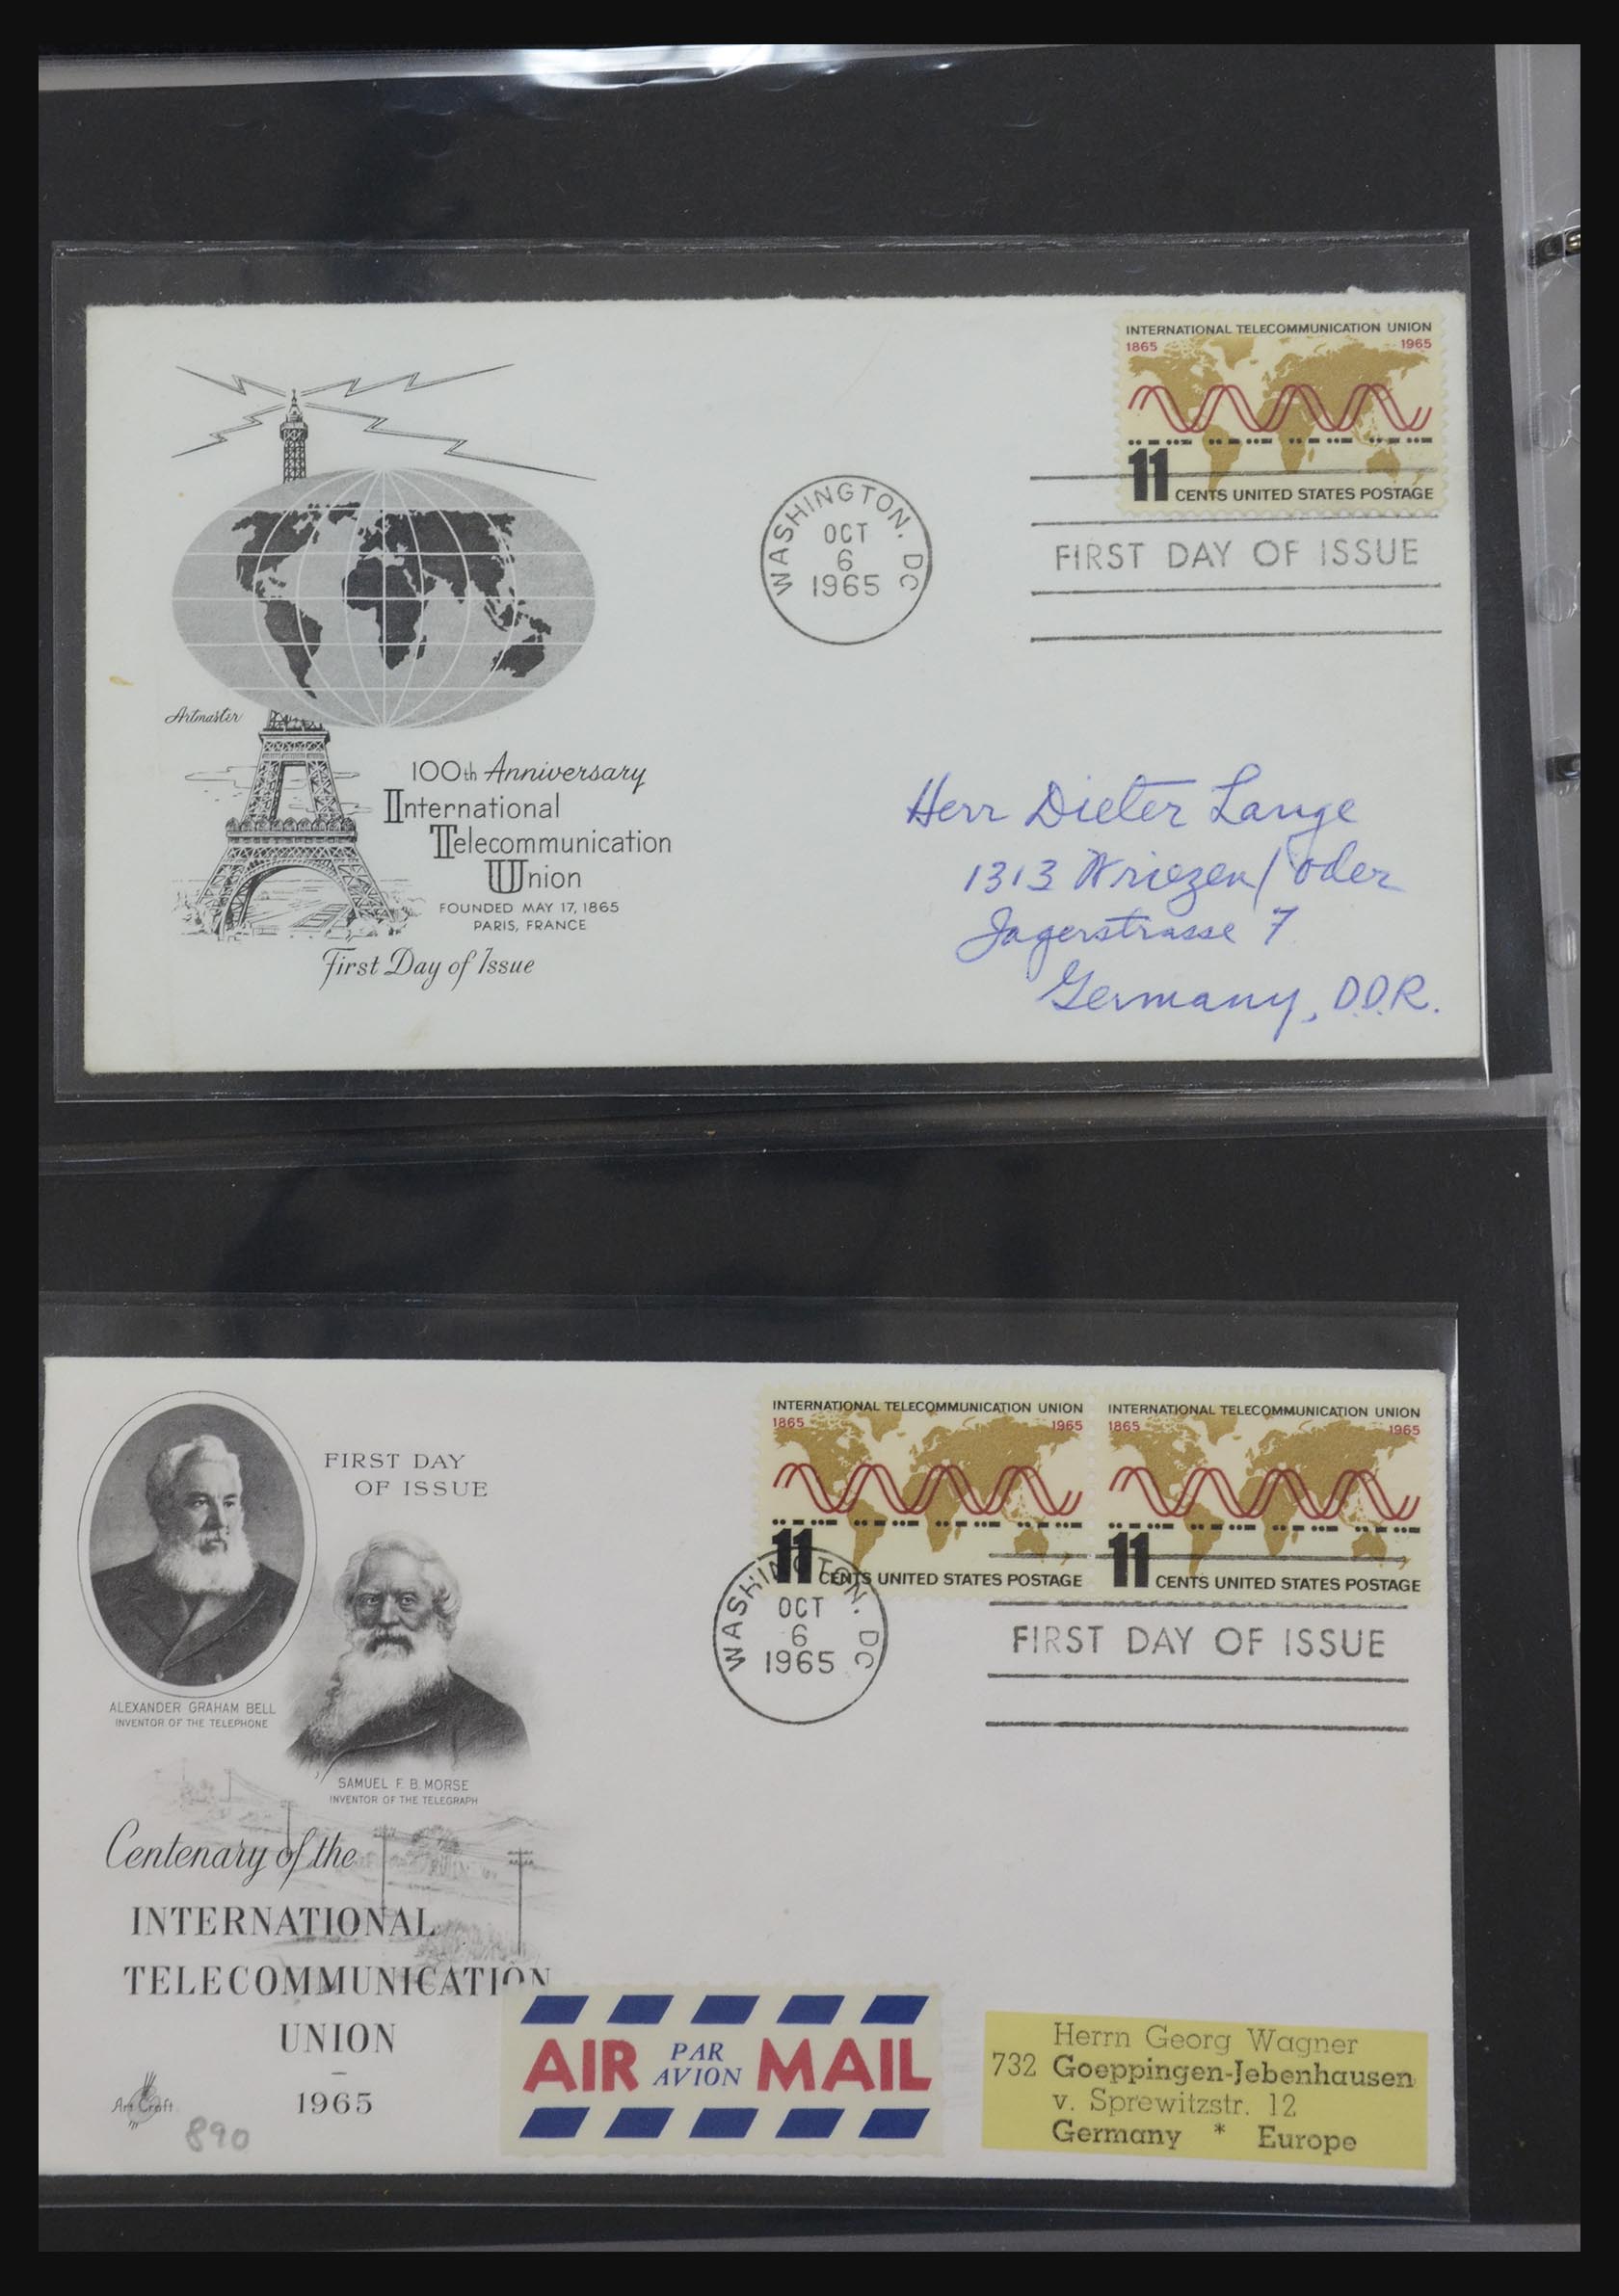 INTERNATIONAL TELECOMMUNICATION UNION
1865 1965
11 CENTS UNITED STATES POSTAGE
WASHINGTON, DC
OCT
6
1965
FIRST DAY OF ISSUE
Artmaster
100th Anniversary
International
Telecommunication
Union
FOUNDED MAY 17, 1865
PARIS, FRANCE
First Day of Issue
Herr Dieter Lange
1313 Wriezen/Oder
Jagerstrasse 7
Germany, D.D.R.
FIRST DAY
OF ISSUE
ALEXANDER GRAHAM BELL
INVENTOR OF THE TELEPHONE
SAMUEL F. B. MORSE
INVENTOR OF THE TELEGRAPH
Centenary of the
INTERNATIONAL
TELECOMMUNICATION
UNION
1965
Art Craft
890
INTERNATIONAL TELECOMMUNICATION UNION
1865 1965
11 CENTS UNITED STATES POSTAGE
INTERNATIONAL TELECOMMUNICATION UNION
1865 1965
11 CENTS UNITED STATES POSTAGE
WASHINGTON, DC
OCT
6
1965
FIRST DAY OF ISSUE
AIR PAR AVION MAIL
Herrn Georg Wagner
732 Goeppingen-Jebenhausen
v. Sprewitzstr. 12
Germany * Europe